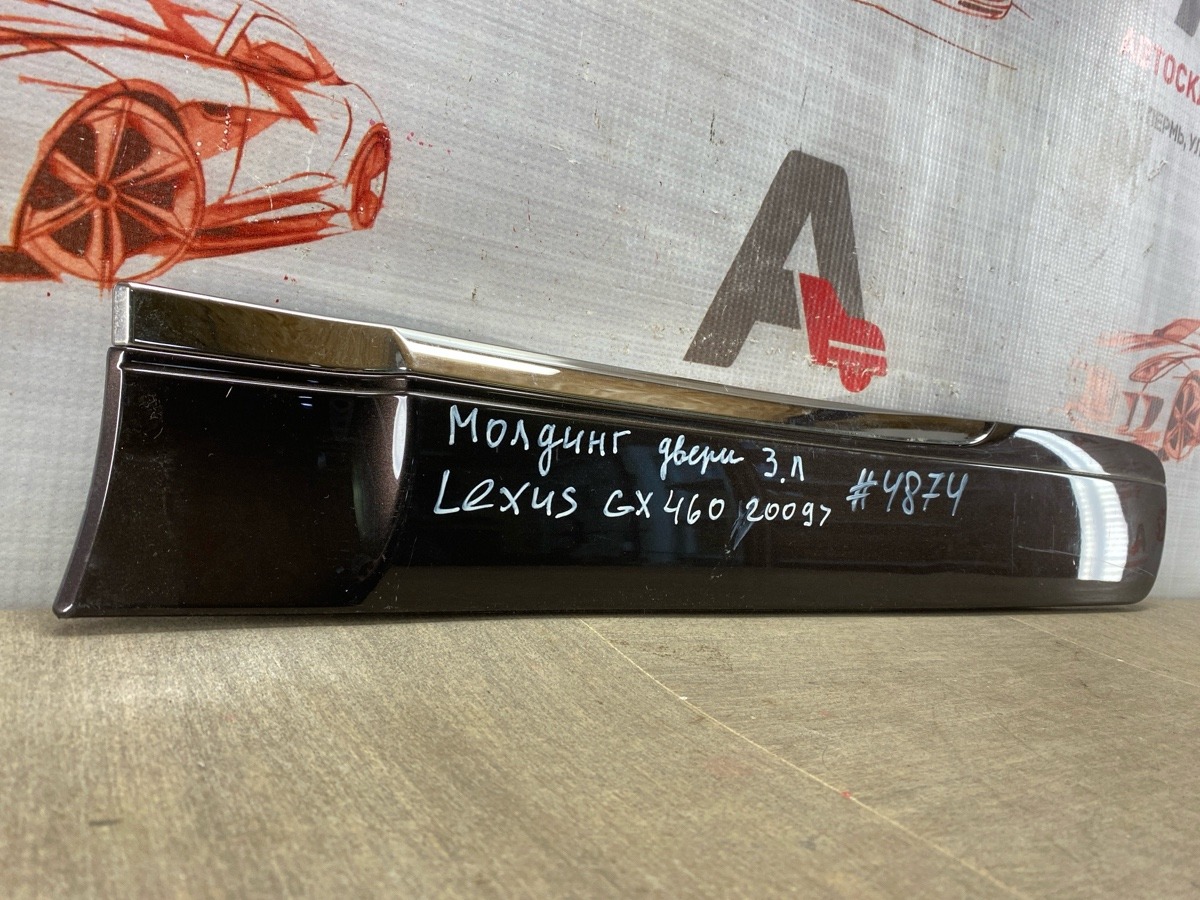 А
Молдинг двери З.Л #4874
Lexus GX460 2009>